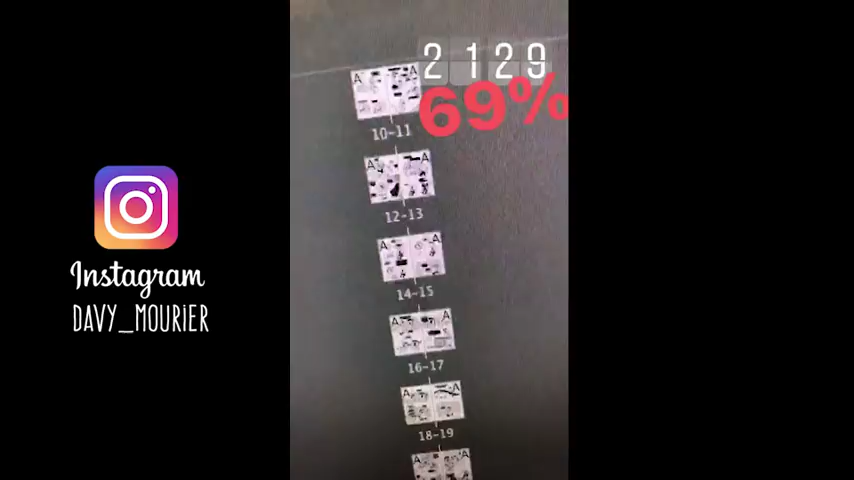 Instagram
DAVY_MOURIER
2129
69%
A A
10-11
A A
12-13
A A
14-15
A A
16-17
A A
18-19
A A